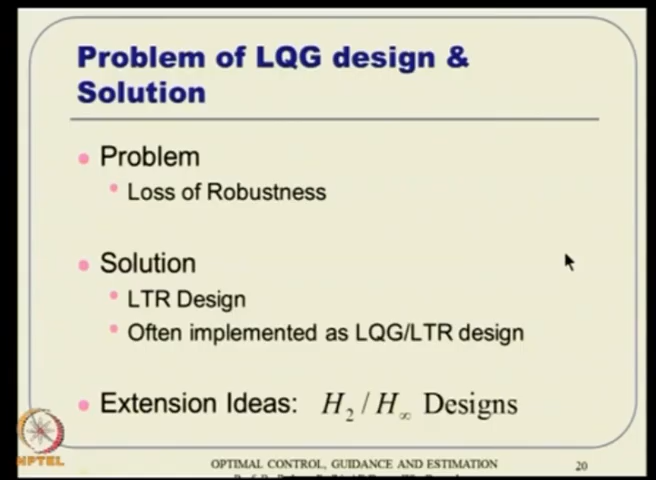 Problem of LQG design &
Solution
Problem
Loss of Robustness
Solution
LTR Design
Often implemented as LQG/LTR design
Extension Ideas: H₂ / H∞ Designs
NPTEL
OPTIMAL CONTROL, GUIDANCE AND ESTIMATION
20